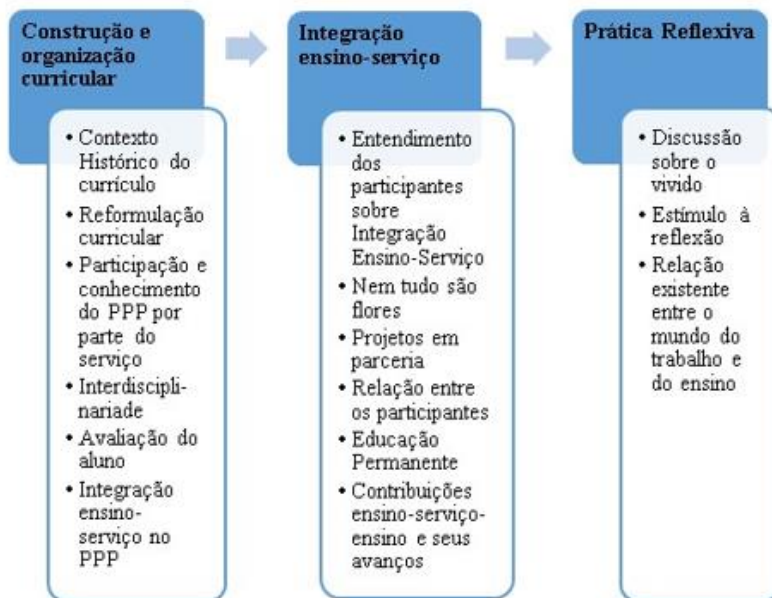 Construção e
organização
curricular
• Contexto
Histórico do
currículo
• Reformulação
curricular
• Participação e
conhecimento
do PPP por
parte do
serviço
• Interdiscipli-
nariade
• Avaliação do
aluno
• Integração
ensino-
serviço no
PPP
Integração
ensino-serviço
• Entendimento
dos
participantes
sobre
Integração
Ensino-Serviço
• Nem tudo são
flores
• Projetos em
parceria
• Relação entre
os participantes
• Educação
Permanente
• Contribuições
ensino-serviço-
ensino e seus
avanços
Prática Reflexiva
• Discussão
sobre o
vivido
• Estímulo à
reflexão
• Relação
existente
entre o
mundo do
trabalho e
do ensino